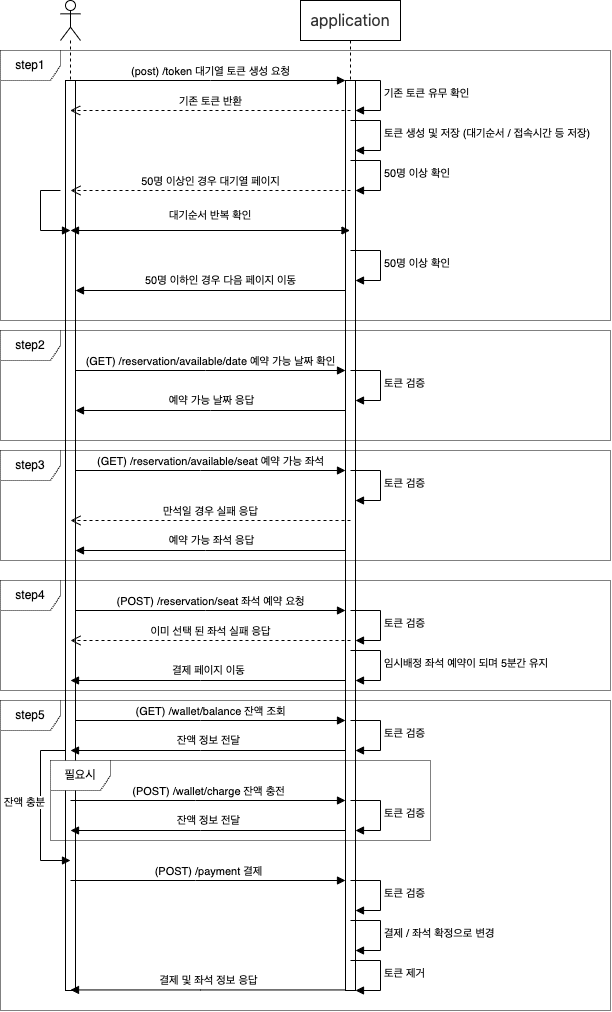 application
step1
(post) /token 대기열 토큰 생성 요청
기존 토큰 유무 확인
기존 토큰 반환
토큰 생성 및 저장 (대기순서 / 접속시간 등 저장)
50명 이상 확인
50명 이상인 경우 대기열 페이지
대기순서 반복 확인
50명 이상 확인
50명 이하인 경우 다음 페이지 이동
step2
(GET) /reservation/available/date 예약 가능 날짜 확인
토큰 검증
예약 가능 날짜 응답
step3
(GET) /reservation/available/seat 예약 가능 좌석
토큰 검증
만석일 경우 실패 응답
예약 가능 좌석 응답
step4
(POST) /reservation/seat 좌석 예약 요청
토큰 검증
이미 선택 된 좌석 실패 응답
임시배정 좌석 예약이 되며 5분간 유지
결제 페이지 이동
step5
(GET) /wallet/balance 잔액 조회
토큰 검증
잔액 정보 전달
필요시
(POST) /wallet/charge 잔액 충전
잔액 충분
토큰 검증
잔액 정보 전달
(POST) /payment 결제
토큰 검증
결제 / 좌석 확정으로 변경
토큰 제거
결제 및 좌석 정보 응답